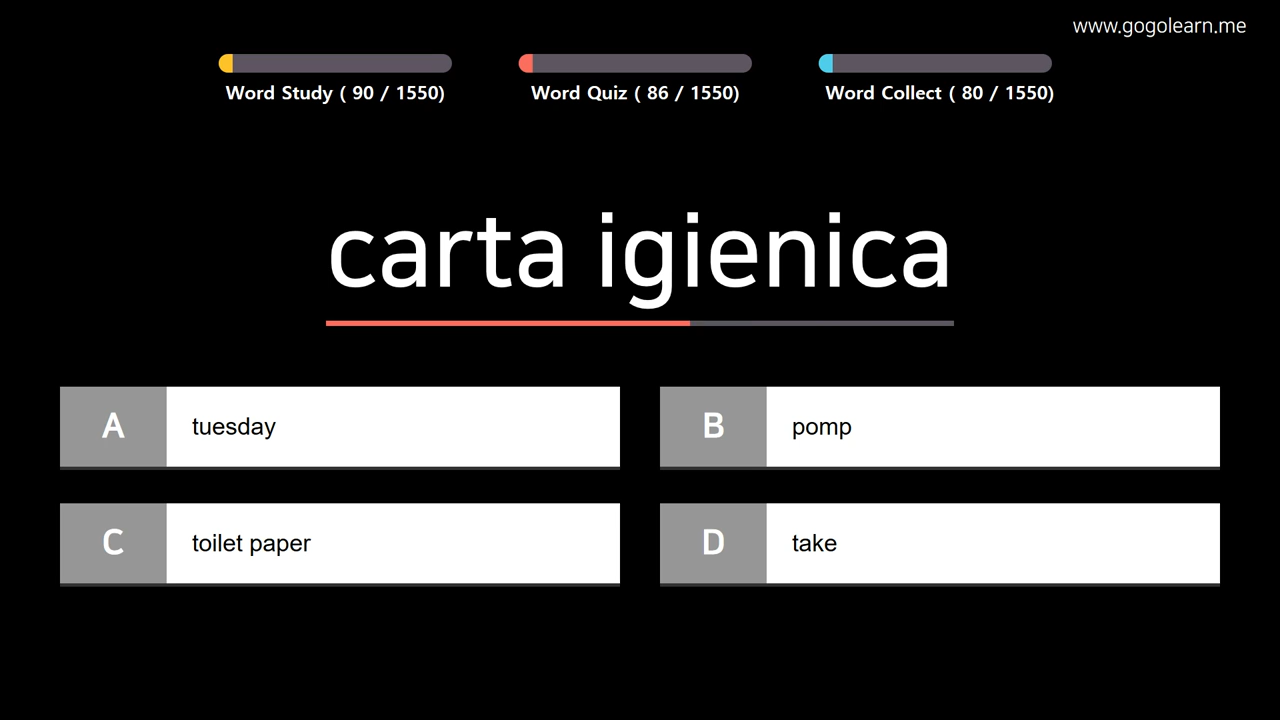 www.gogolearn.me
Word Study ( 90 / 1550)
Word Quiz ( 86 / 1550)
Word Collect ( 80 / 1550)
carta igienica
A tuesday
B pomp
C toilet paper
D take